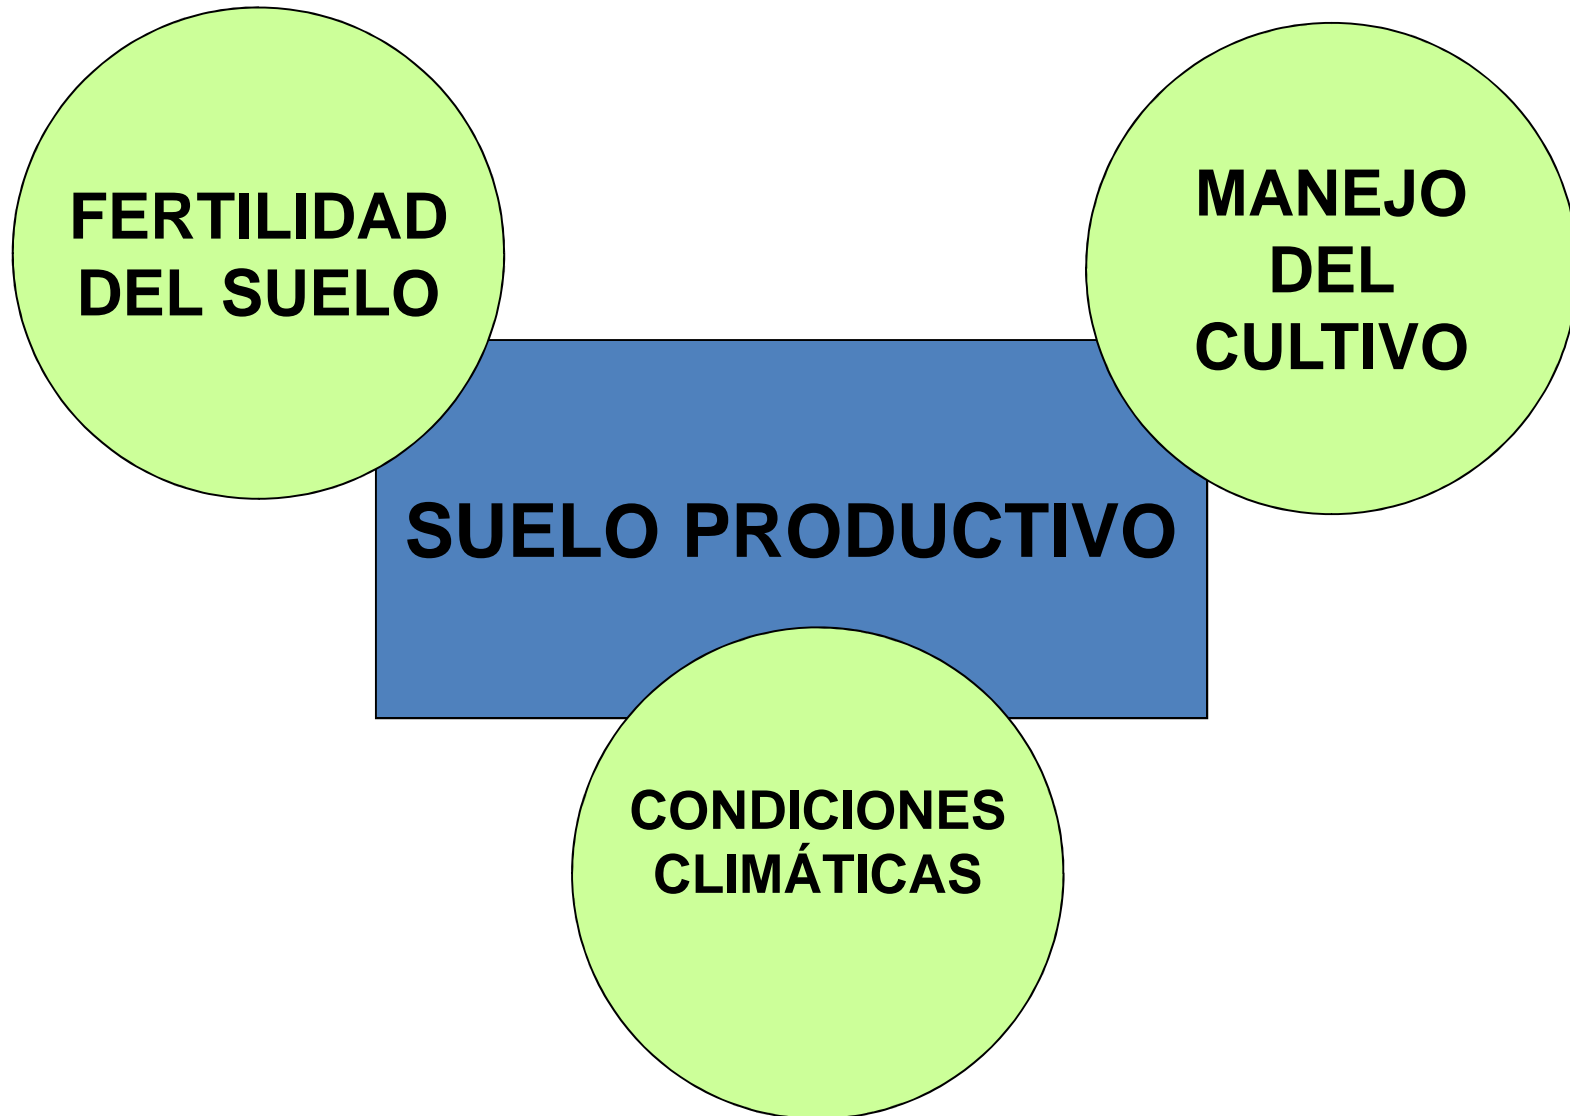 FERTILIDAD
DEL SUELO
MANEJO
DEL
CULTIVO
SUELO PRODUCTIVO
CONDICIONES
CLIMÁTICAS